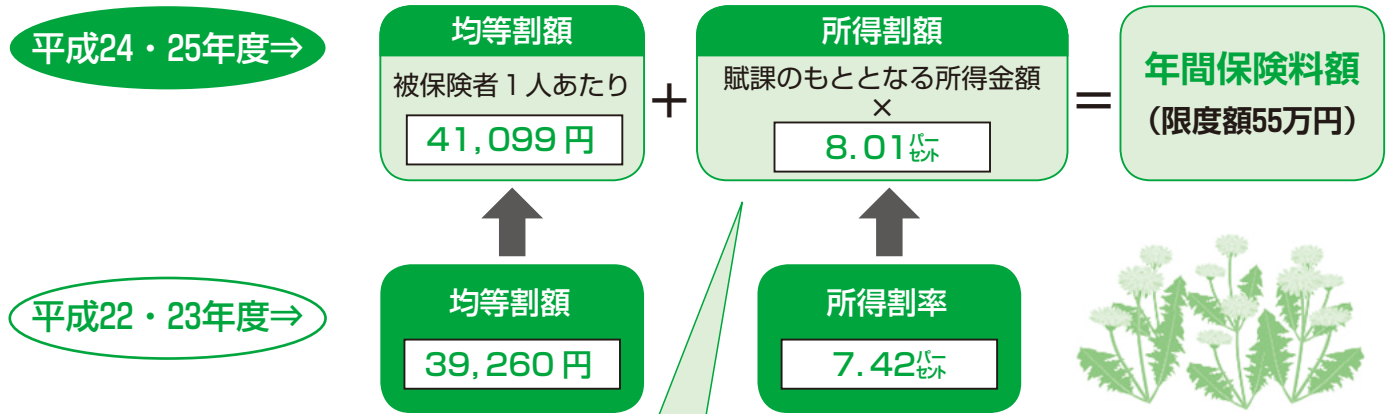 平成24・25年度⇒
均等割額
被保険者1人あたり
41,099円
+
所得割額
賦課のもととなる所得金額
×
8.01パーセント
=
年間保険料額
(限度額55万円)
平成22・23年度⇒
均等割額
39,260円
所得割率
7.42パーセント